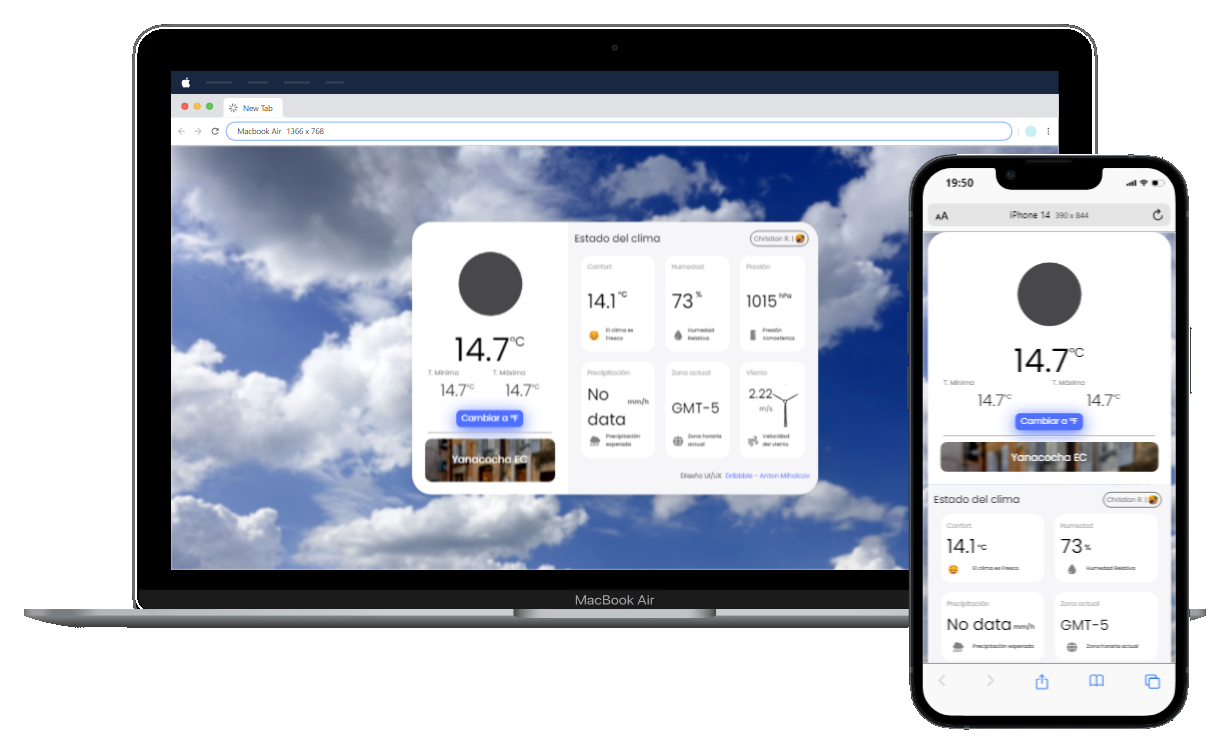 New Tab
Macbook Air 1366 x 768
Estado del clima
Christian R. |
14.7°C
T. Mínima
T. Máxima
14.7°C
14.7°C
Cambiar a °F
Yanacocha EC
Confort
14.1 °C
El clima es
Fresco
Humedad
73 %
Humedad
Relativa
Presión
1015 hPa
Presión
Atmosferica
Precipitación
No
data mm/h
Precipitación
esperada
Zona actual
GMT-5
Zona horaria
actual
Viento
2.22
m/s
Velocidad
del viento
Diseño UI/UX Dribbble - Anton Mihalcov
MacBook Air
19:50
AA
iPhone 14 390 x 844
14.7°C
T. Mínima
T. Máxima
14.7°C
14.7°C
Cambiar a °F
Yanacocha EC
Estado del clima
Christian R. |
Confort
14.1 °C
El clima es Fresco
Humedad
73 %
Humedad Relativa
Precipitación
No data mm/h
Precipitación esperada
Zona actual
GMT-5
Zona horaria actual